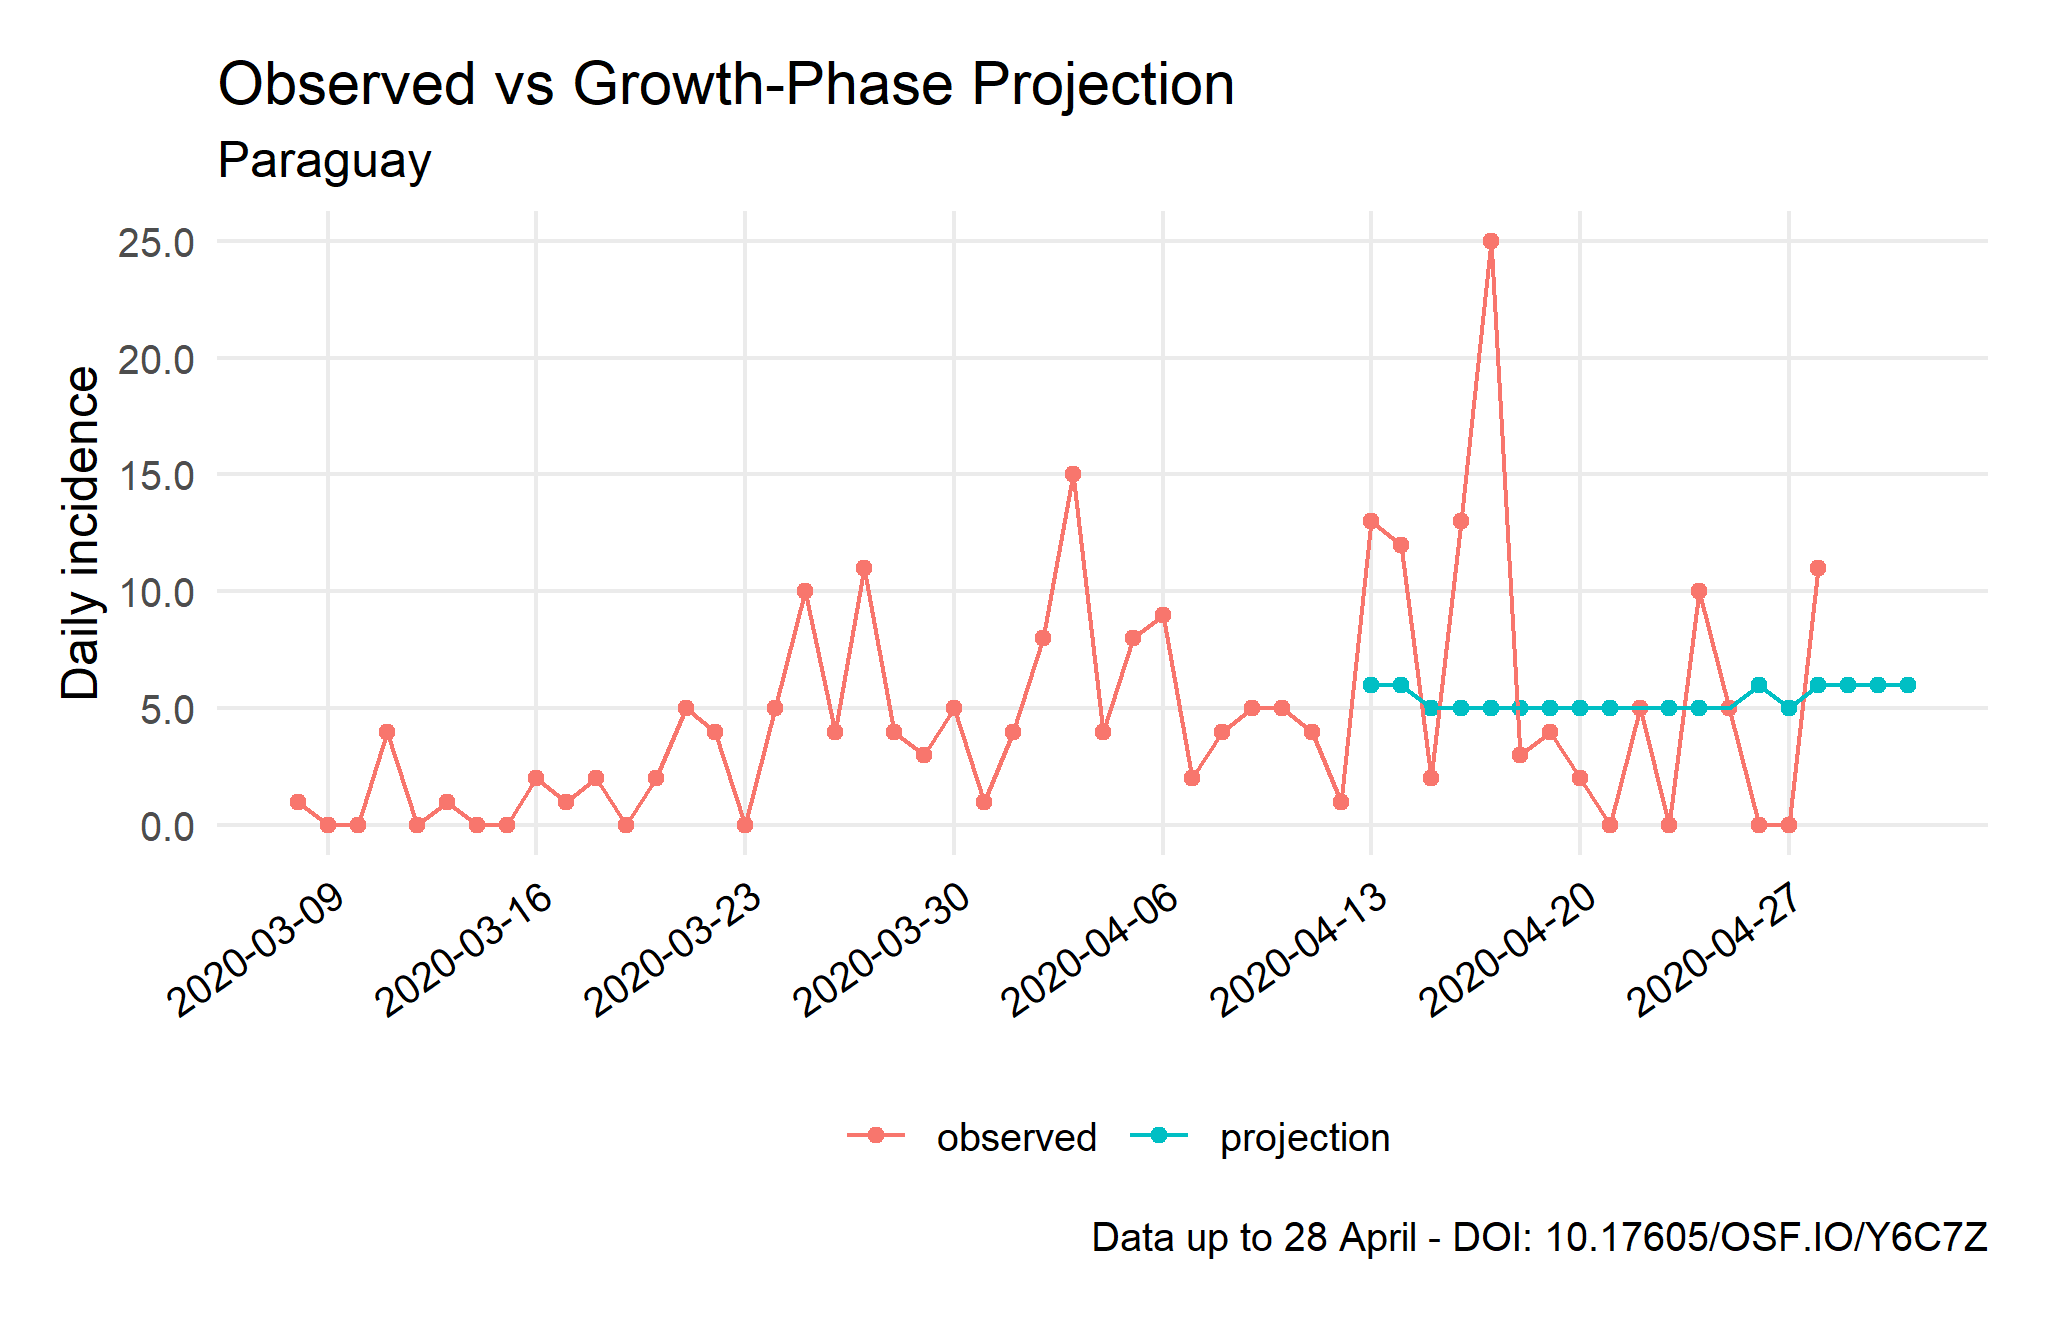 Observed vs Growth-Phase Projection
Paraguay
Daily incidence
25.0
20.0
15.0
10.0
5.0
0.0
2020-03-09
2020-03-16
2020-03-23
2020-03-30
2020-04-06
2020-04-13
2020-04-20
2020-04-27
observed
projection
Data up to 28 April - DOI: 10.17605/OSF.IO/Y6C7Z